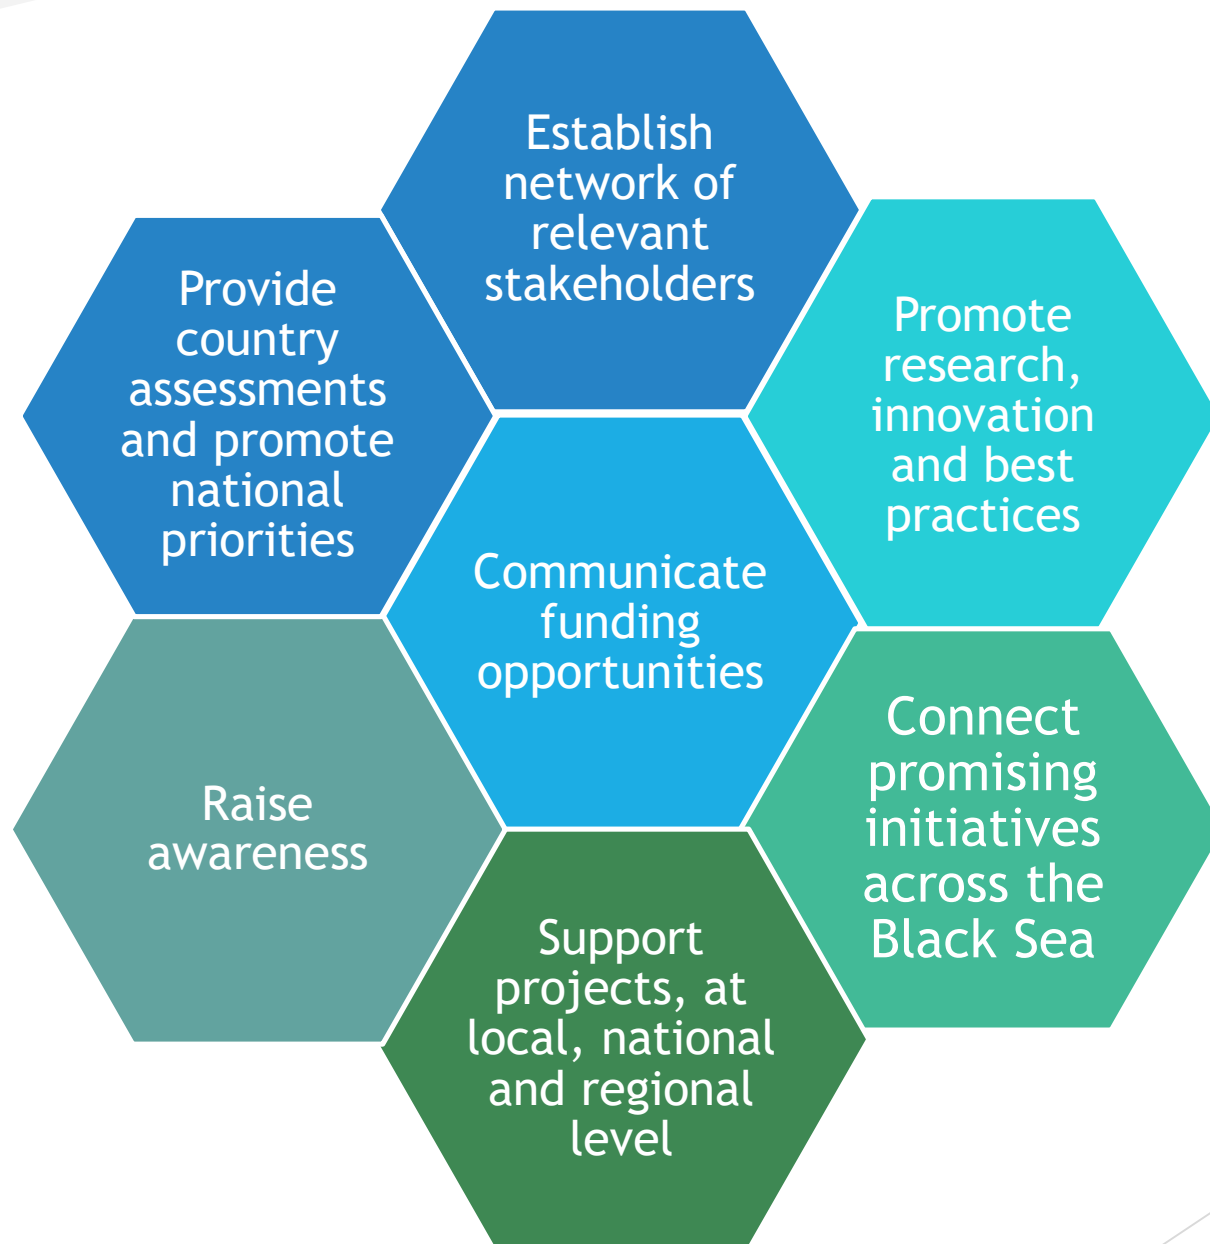 Establish
network of
relevant
stakeholders
Provide
country
assessments
and promote
national
priorities
Promote
research,
innovation
and best
practices
Communicate
funding
opportunities
Connect
promising
initiatives
across the
Black Sea
Raise
awareness
Support
projects, at
local, national
and regional
level